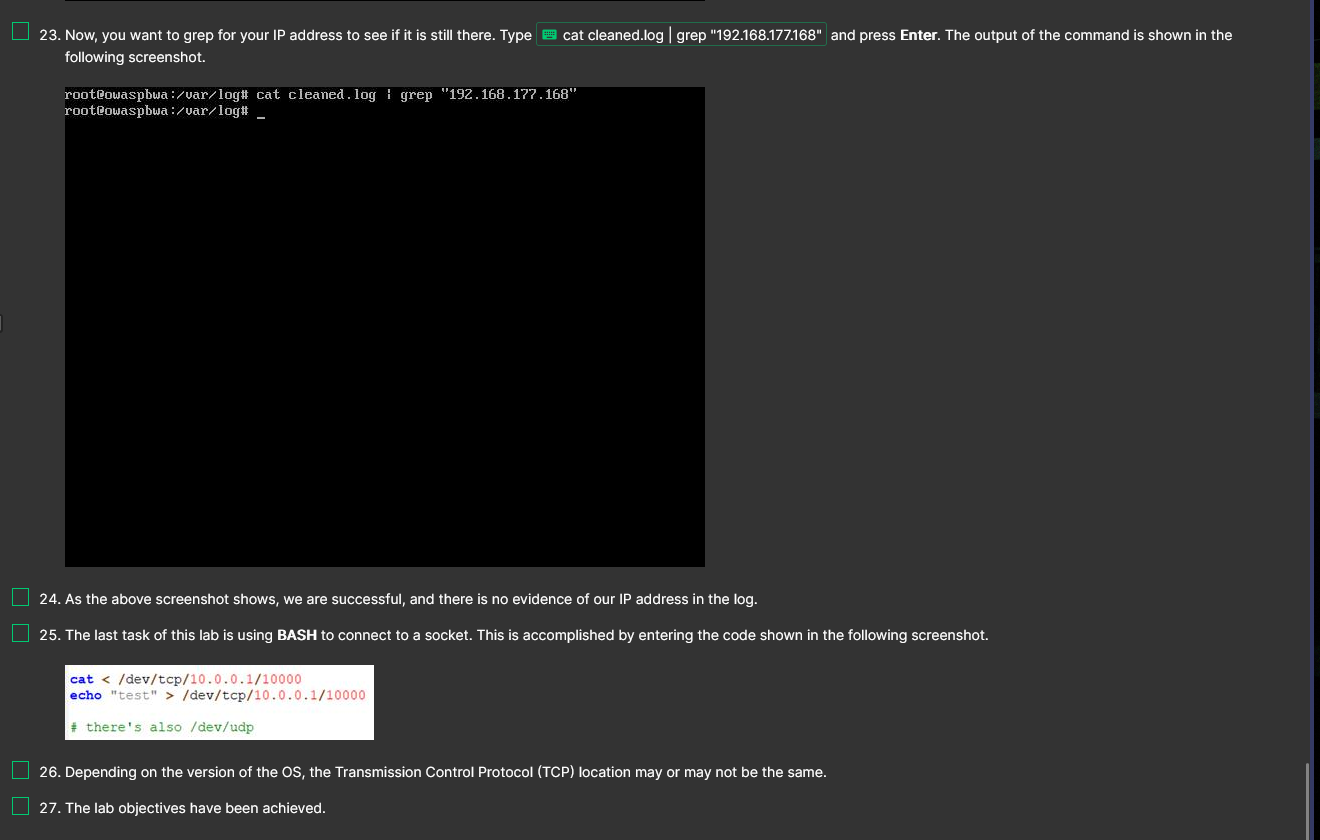 23. Now, you want to grep for your IP address to see if it is still there. Type cat cleaned.log | grep "192.168.177.168" and press Enter. The output of the command is shown in the
following screenshot.
root@owaspbwa:/var/log# cat cleaned.log | grep "192.168.177.168"
root@owaspbwa:/var/log# _
24. As the above screenshot shows, we are successful, and there is no evidence of our IP address in the log.
25. The last task of this lab is using BASH to connect to a socket. This is accomplished by entering the code shown in the following screenshot.
cat < /dev/tcp/10.0.0.1/10000
echo "test" > /dev/tcp/10.0.0.1/10000
# there's also /dev/udp
26. Depending on the version of the OS, the Transmission Control Protocol (TCP) location may or may not be the same.
27. The lab objectives have been achieved.